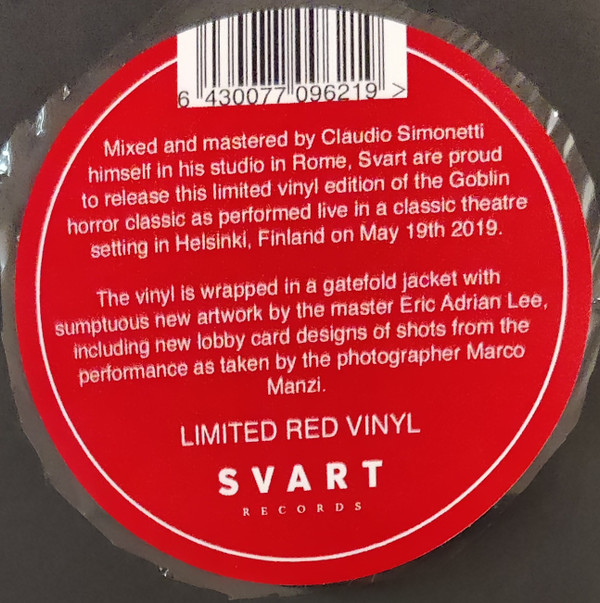 6 430077 096219 >
Mixed and mastered by Claudio Simonetti
himself in his studio in Rome, Svart are proud
to release this limited vinyl edition of the Goblin
horror classic as performed live in a classic theatre
setting in Helsinki, Finland on May 19th 2019.
The vinyl is wrapped in a gatefold jacket with
sumptuous new artwork by the master Eric Adrian Lee,
including new lobby card designs of shots from the
performance as taken by the photographer Marco
Manzi.
LIMITED RED VINYL
SVART
RECORDS